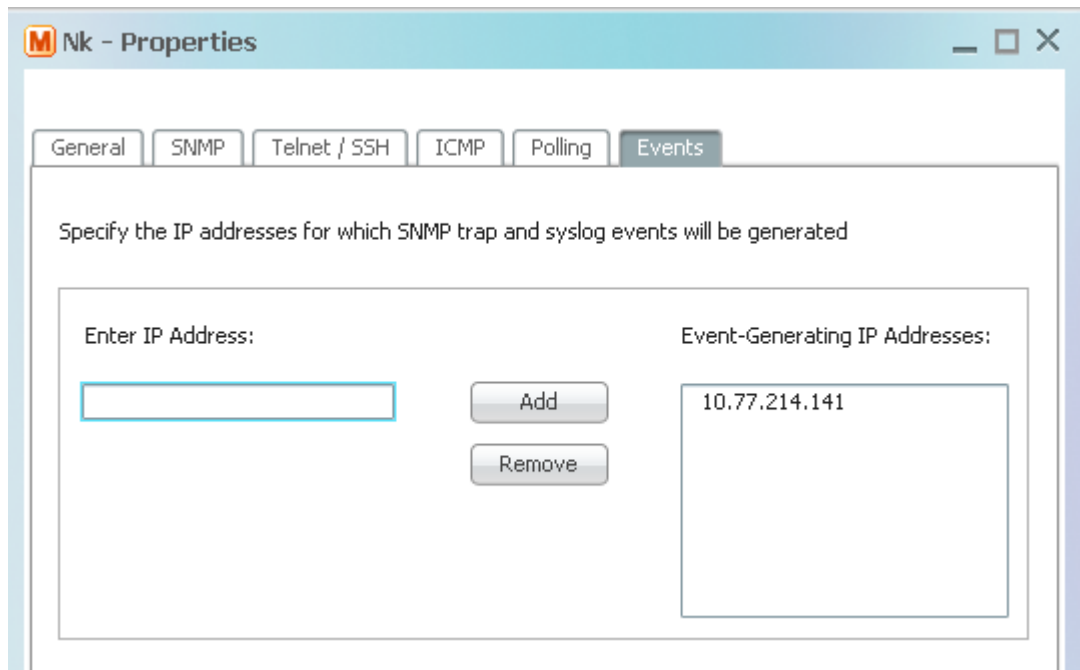 M Nk - Properties
General SNMP Telnet / SSH ICMP Polling Events
Specify the IP addresses for which SNMP trap and syslog events will be generated
Enter IP Address: Event-Generating IP Addresses:
Add 10.77.214.141
Remove